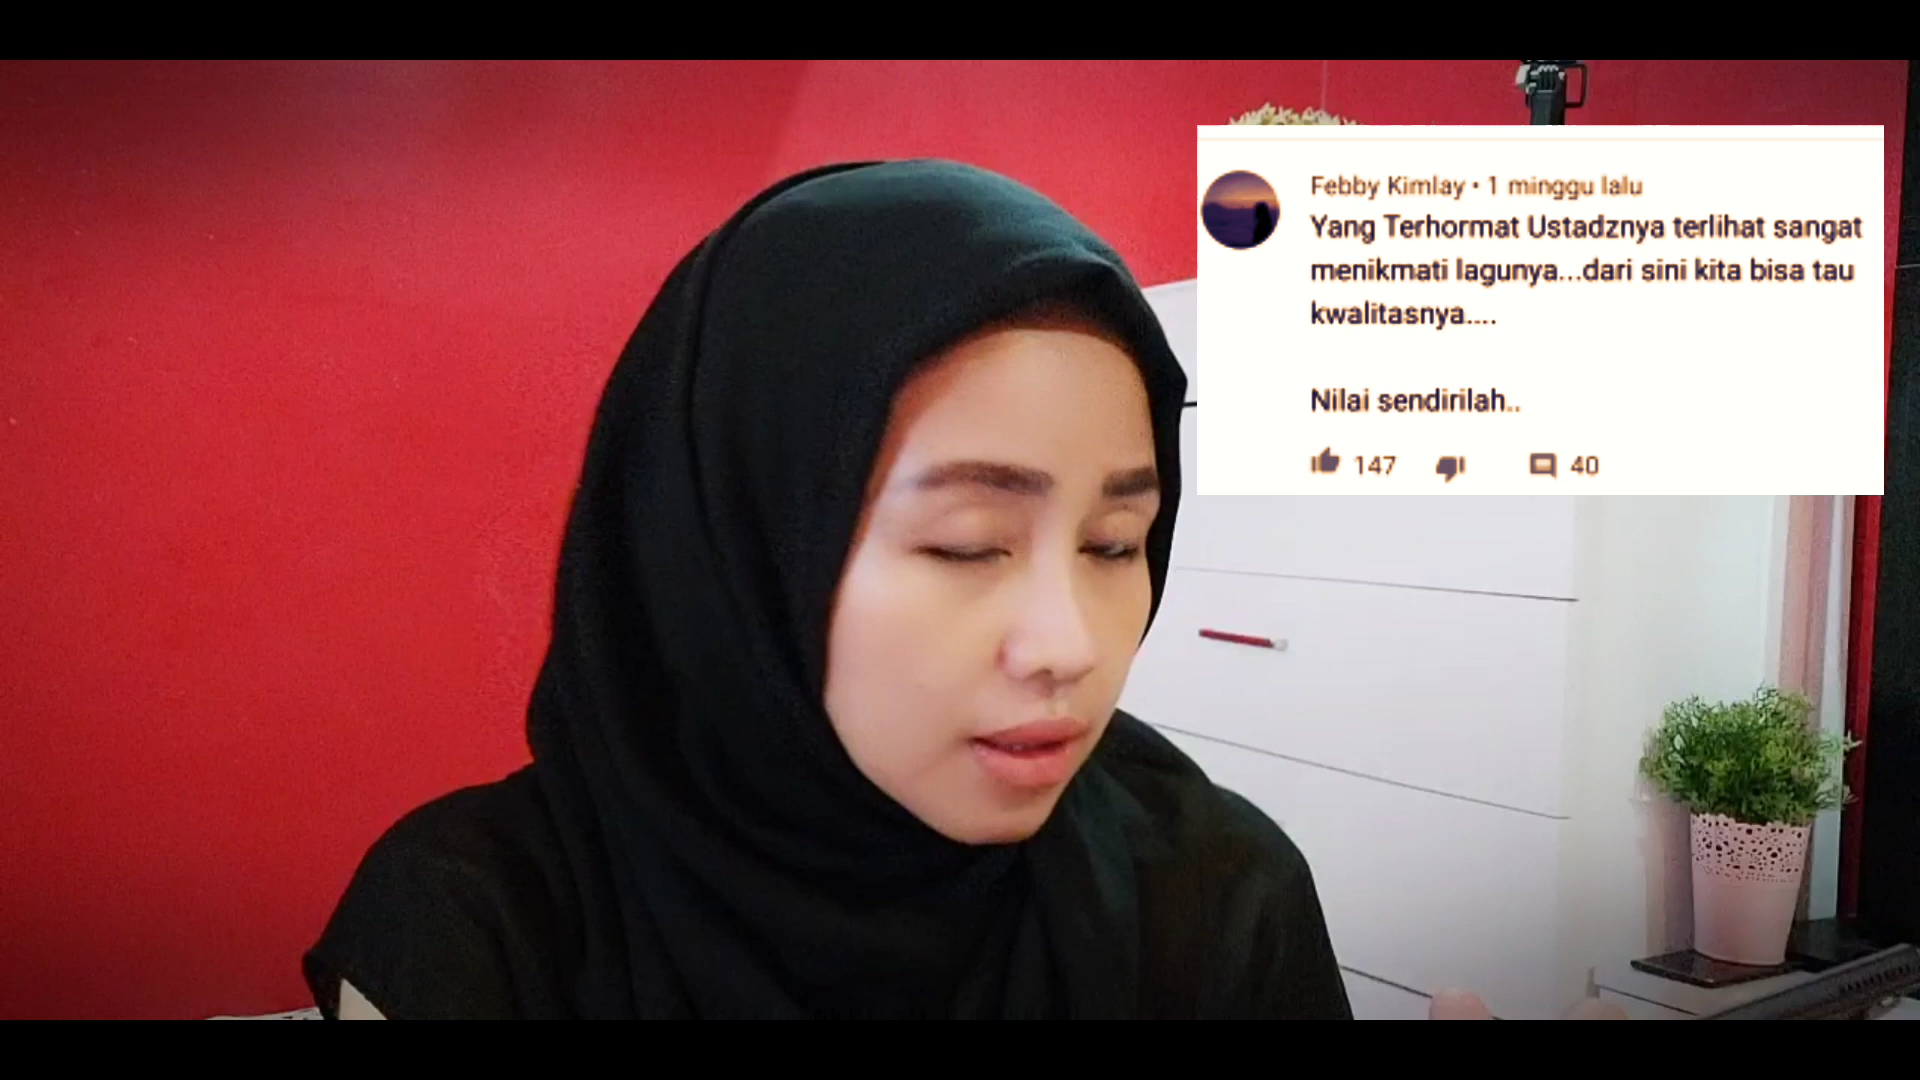 Febby Kimlay • 1 minggu lalu
Yang Terhormat Ustadznya terlihat sangat
menikmati lagunya...dari sini kita bisa tau
kwalitasnya....
Nilai sendirilah..
147 40